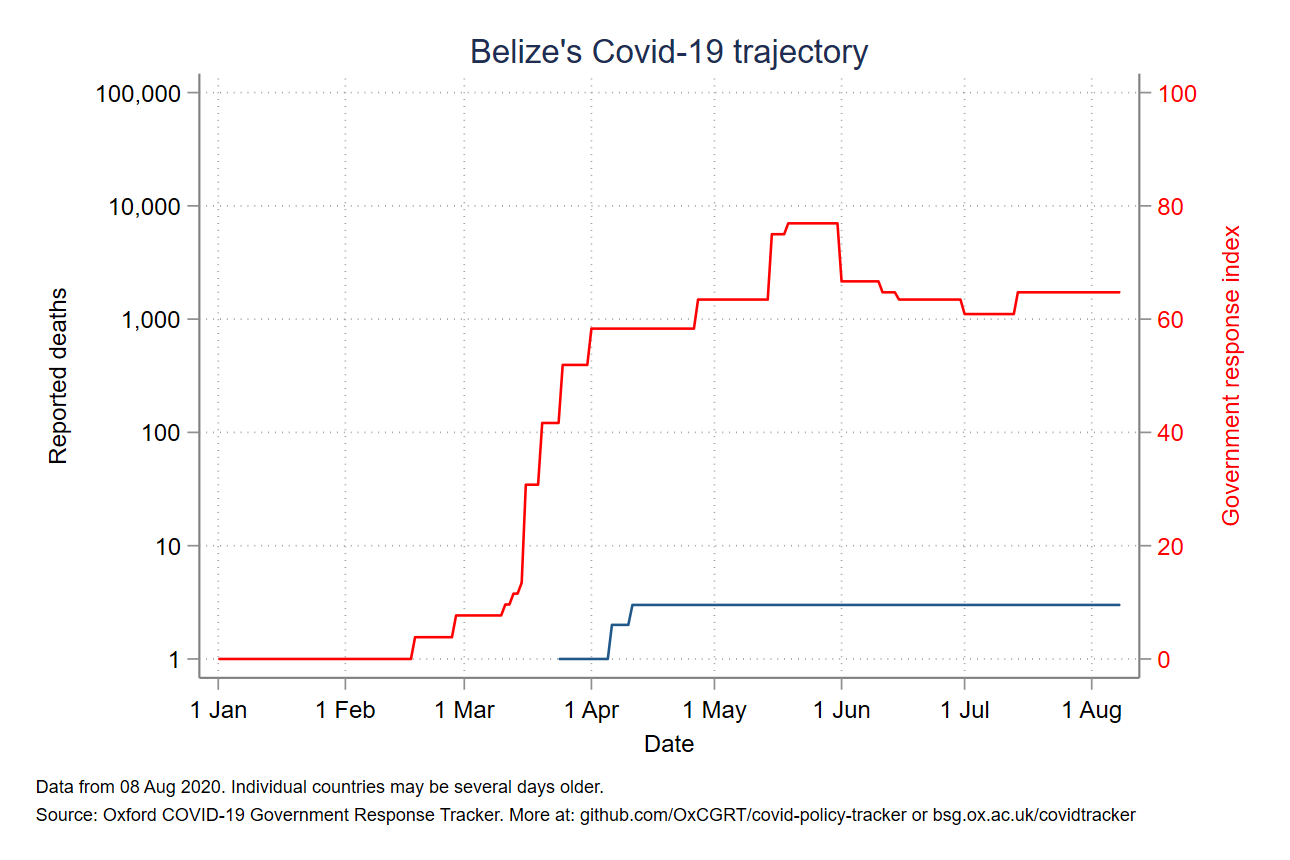 Belize's Covid-19 trajectory
100,000
10,000
1,000
100
10
1
Reported deaths
100
80
60
40
20
0
Government response index
1 Jan 1 Feb 1 Mar 1 Apr 1 May 1 Jun 1 Jul 1 Aug
Date
Data from 08 Aug 2020. Individual countries may be several days older.
Source: Oxford COVID-19 Government Response Tracker. More at: github.com/OxCGRT/covid-policy-tracker or bsg.ox.ac.uk/covidtracker